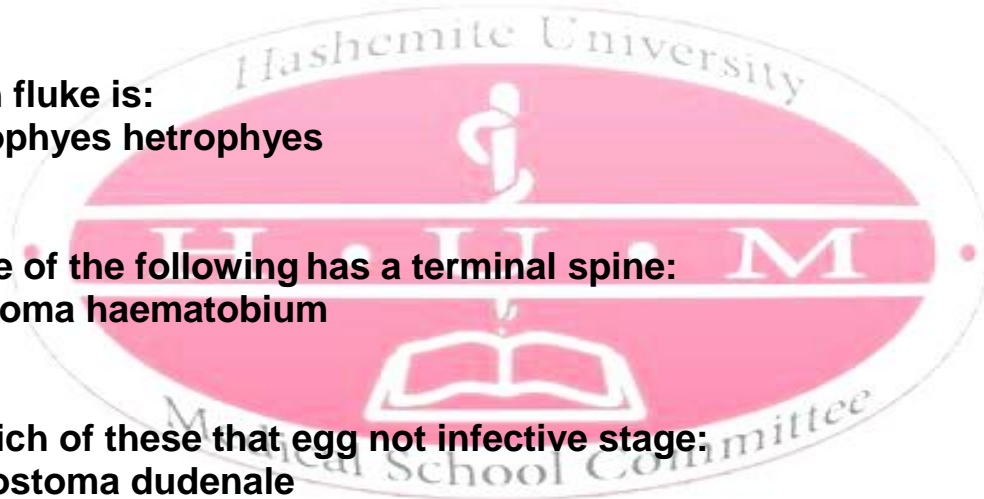 Hashemite University
fluke is:
ophyes hetrophyes
H • U • M
e of the following has a terminal spine:
oma haematobium
ich of these that egg not infective stage:
Medical School Committee
ostoma dudenale